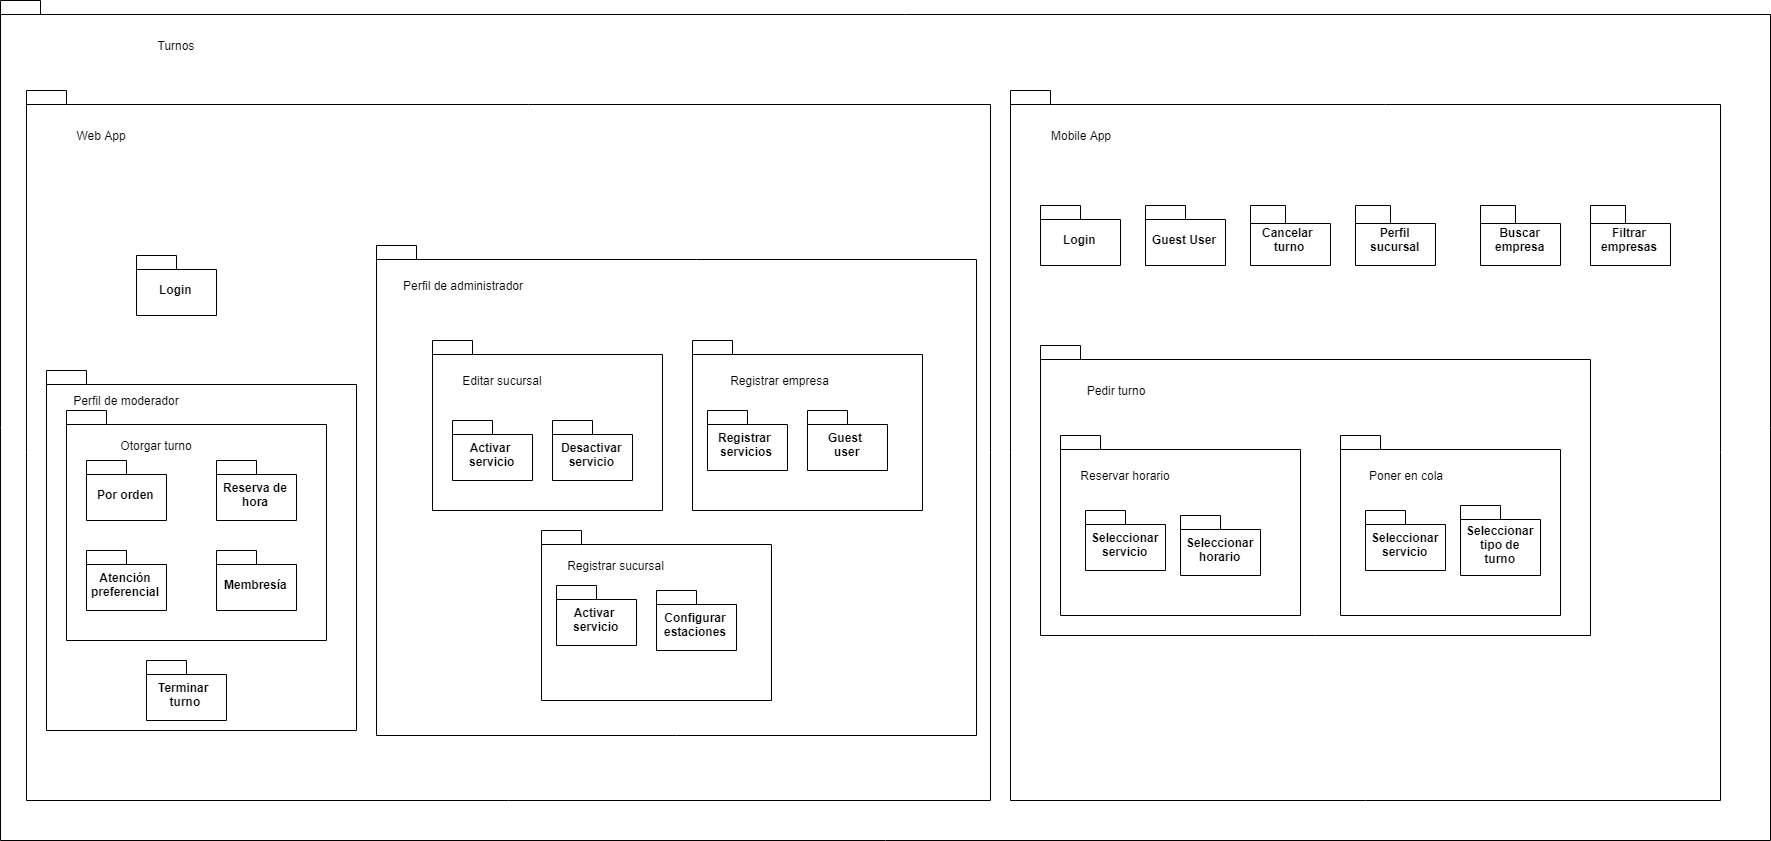 Turnos
Web App
Login
Perfil de moderador
Otorgar turno
Por orden
Reserva de
hora
Atención
preferencial
Membresía
Terminar
turno
Perfil de administrador
Editar sucursal
Activar
servicio
Desactivar
servicio
Registrar empresa
Registrar
servicios
Guest
user
Registrar sucursal
Activar
servicio
Configurar
estaciones
Mobile App
Login
Guest User
Cancelar
turno
Perfil
sucursal
Buscar
empresa
Filtrar
empresas
Pedir turno
Reservar horario
Seleccionar
servicio
Seleccionar
horario
Poner en cola
Seleccionar
servicio
Seleccionar
tipo de
turno